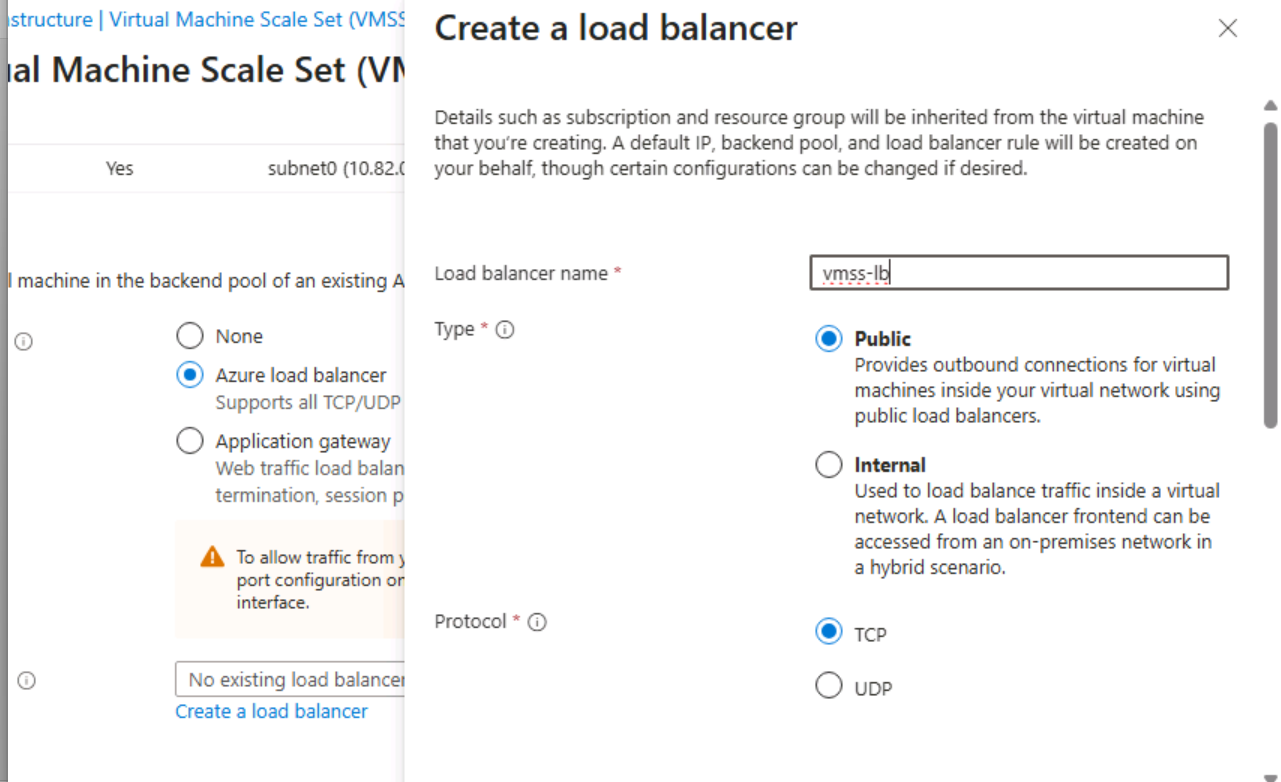 structure | Virtual Machine Scale Set (VMSS
ual Machine Scale Set (VM
Yes
subnet0 (10.82.0
l machine in the backend pool of an existing A
None
Azure load balancer
Supports all TCP/UDP
Application gateway
Web traffic load balan
termination, session p
To allow traffic from y
port configuration on
interface.
No existing load balancer
Create a load balancer
Create a load balancer
Details such as subscription and resource group will be inherited from the virtual machine
that you're creating. A default IP, backend pool, and load balancer rule will be created on
your behalf, though certain configurations can be changed if desired.
Load balancer name *
vmss-lb
Type *
Public
Provides outbound connections for virtual
machines inside your virtual network using
public load balancers.
Internal
Used to load balance traffic inside a virtual
network. A load balancer frontend can be
accessed from an on-premises network in
a hybrid scenario.
Protocol *
TCP
UDP